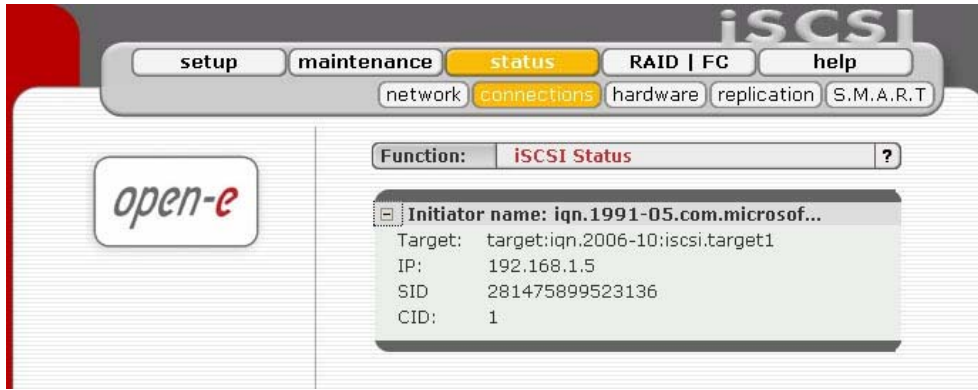 iSCSI
setup maintenance status RAID | FC help
network connections hardware replication S.M.A.R.T
open-e
Function: iSCSI Status ?
Initiator name: iqn.1991-05.com.microsof...
Target: target:iqn.2006-10:iscsi.target1
IP: 192.168.1.5
SID 281475899523136
CID: 1